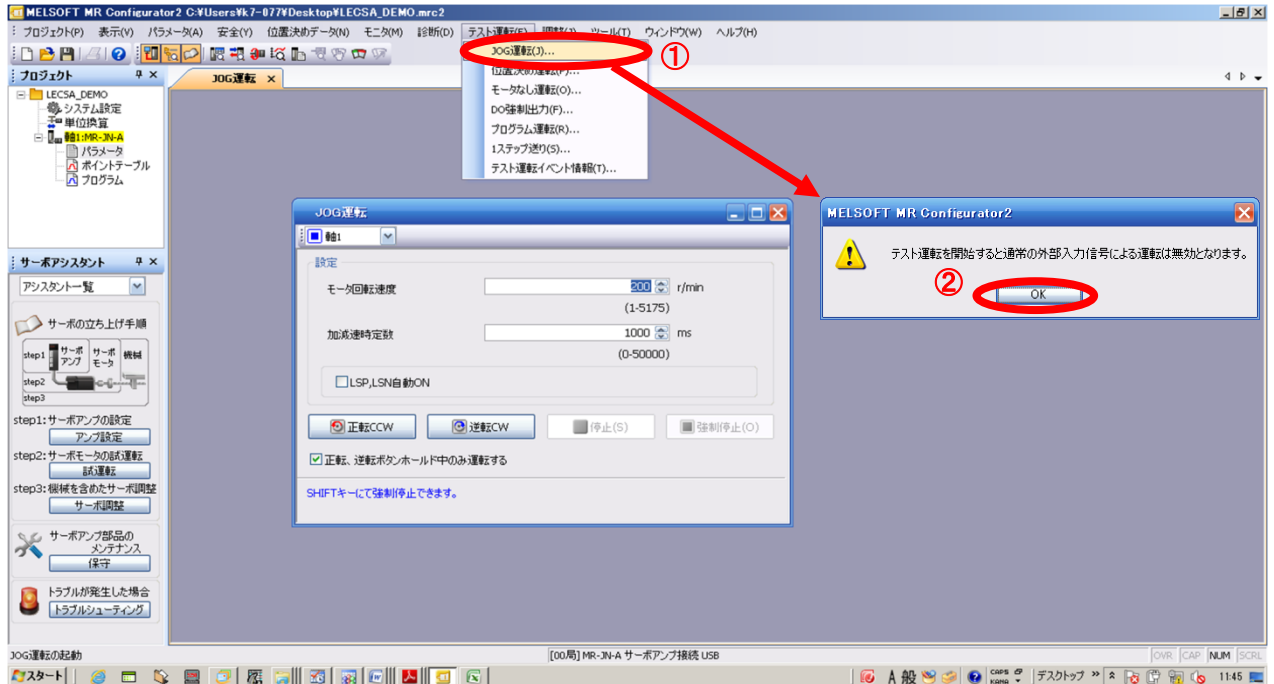 MELSOFT MR Configurator2 C:¥Users¥k7-077¥Desktop¥LECSA_DEMO.mrc2
プロジェクト(P) 表示(V) パラメータ(A) 安全(Y) 位置決めデータ(N) モニタ(M) 診断(D) テスト運転(E) 調整(J) ツール(T) ウィンドウ(W) ヘルプ(H)
JOG運転(J)...
①
位置決め運転(P)...
モータなし運転(O)...
DO強制出力(F)...
プログラム運転(R)...
1ステップ送り(S)...
テスト運転イベント情報(T)...
プロジェクト
JOG運転
LECSA_DEMO
システム設定
単位換算
軸1:MR-JN-A
パラメータ
ポイントテーブル
プログラム
サーボアシスタント
アシスタント一覧
サーボの立ち上げ手順
step1 サーボアンプ サーボモータ 機械
step2
step3
step1:サーボアンプの設定
アンプ設定
step2:サーボモータの試運転
試運転
step3:機械を含めたサーボ調整
サーボ調整
サーボアンプ部品の
メンテナンス
保守
トラブルが発生した場合
トラブルシューティング
JOG運転
軸1
設定
モータ回転速度 200 r/min
(1-5175)
加減速時定数 1000 ms
(0-50000)
LSP,LSN自動ON
正転CCW 逆転CW 停止(S) 強制停止(O)
正転、逆転ボタンホールド中のみ運転する
SHIFTキーにて強制停止できます。
MELSOFT MR Configurator2
テスト運転を開始すると通常の外部入力信号による運転は無効となります。
②
OK
JOG運転の起動 [00局] MR-JN-A サーボアンプ接続 USB OVR CAP NUM SCRL
スタート A 般 CAPS KANA デスクトップ 11:45